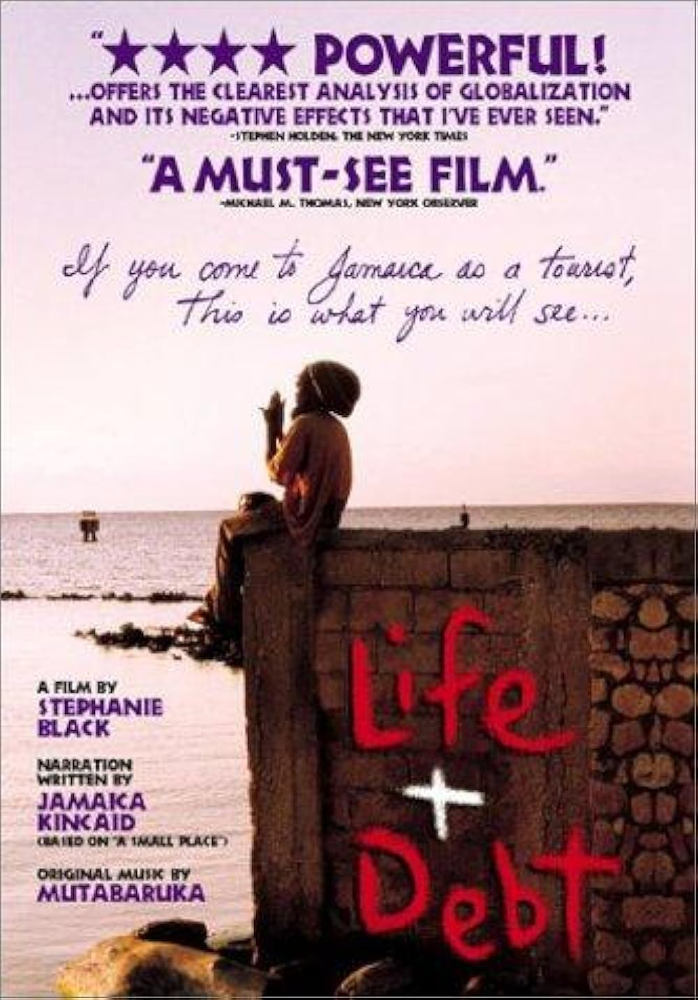 "★★★★ POWERFUL!
...OFFERS THE CLEAREST ANALYSIS OF GLOBALIZATION
AND ITS NEGATIVE EFFECTS THAT I'VE EVER SEEN."
-STEPHEN HOLDEN, THE NEW YORK TIMES
"A MUST-SEE FILM."
-MICHAEL M. THOMAS, NEW YORK OBSERVER
If you come to Jamaica as a tourist,
This is what you will see...
Life
+
Debt
A FILM BY
STEPHANIE
BLACK
NARRATION
WRITTEN BY
JAMAICA
KINCAID
(BASED ON "A SMALL PLACE")
ORIGINAL MUSIC BY
MUTABARUKA